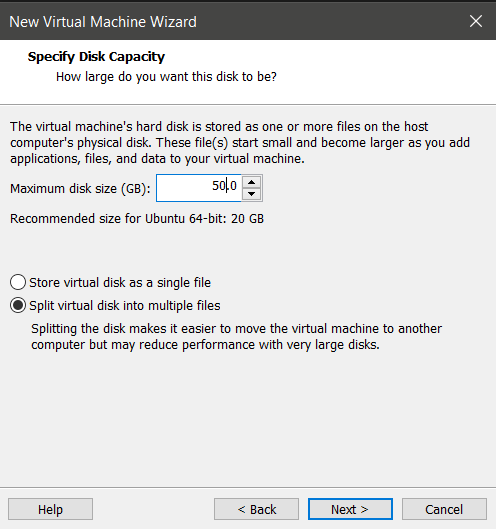 New Virtual Machine Wizard
Specify Disk Capacity
How large do you want this disk to be?
The virtual machine's hard disk is stored as one or more files on the host
computer's physical disk. These file(s) start small and become larger as you add
applications, files, and data to your virtual machine.
Maximum disk size (GB): 50.0
Recommended size for Ubuntu 64-bit: 20 GB
Store virtual disk as a single file
Split virtual disk into multiple files
Splitting the disk makes it easier to move the virtual machine to another
computer but may reduce performance with very large disks.
Help < Back Next > Cancel